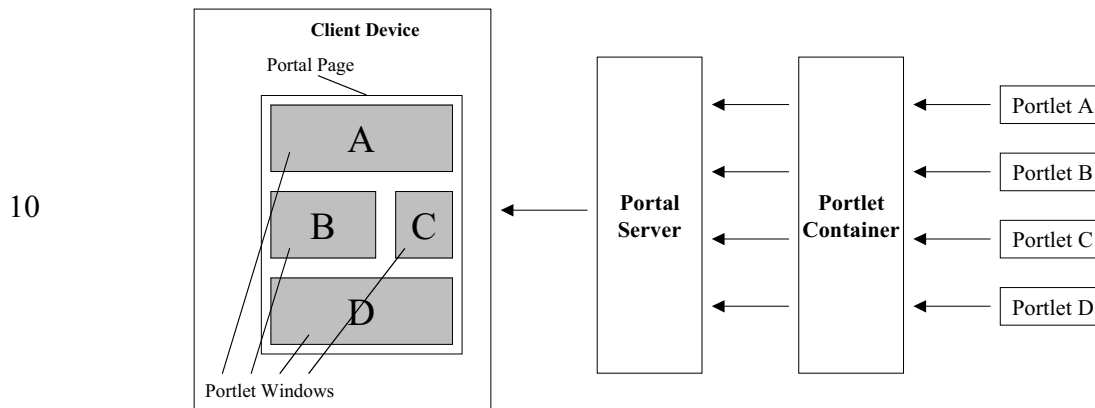 Client Device
Portal Page
A
B
C
D
Portlet Windows
10
Portal
Server
Portlet
Container
Portlet A
Portlet B
Portlet C
Portlet D